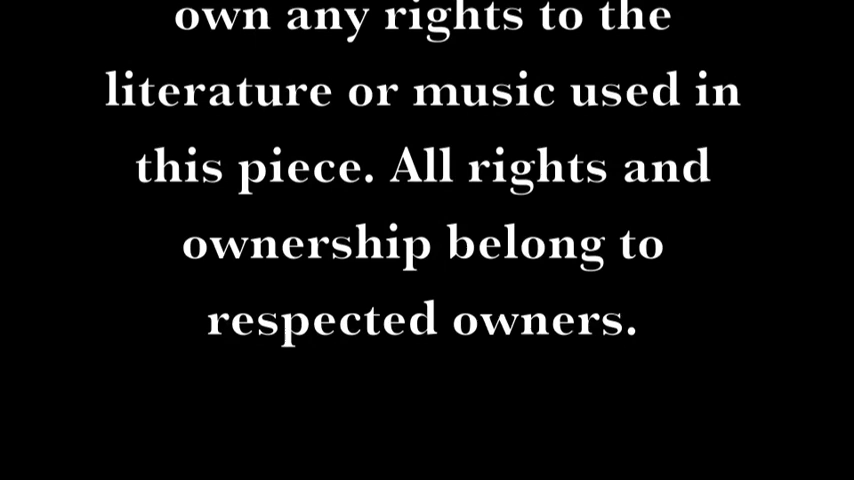 own any rights to the
literature or music used in
this piece. All rights and
ownership belong to
respected owners.